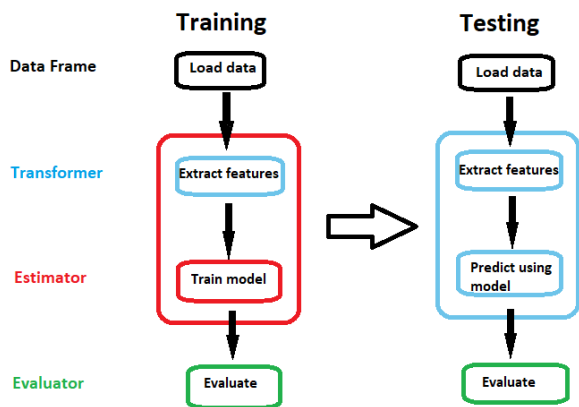 Training
Testing
Data Frame
Load data
Load data
Transformer
Extract features
Extract features
Estimator
Train model
Predict using
model
Evaluator
Evaluate
Evaluate